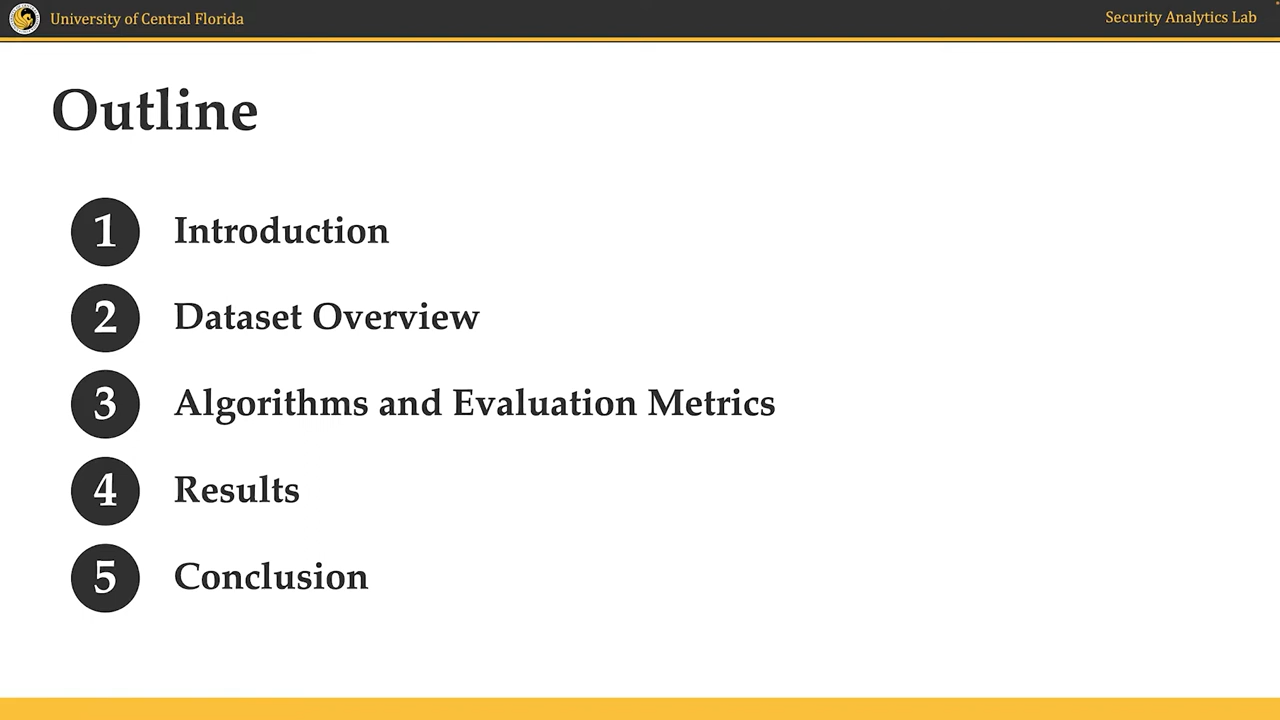 University of Central Florida
Security Analytics Lab
Outline
1 Introduction
2 Dataset Overview
3 Algorithms and Evaluation Metrics
4 Results
5 Conclusion